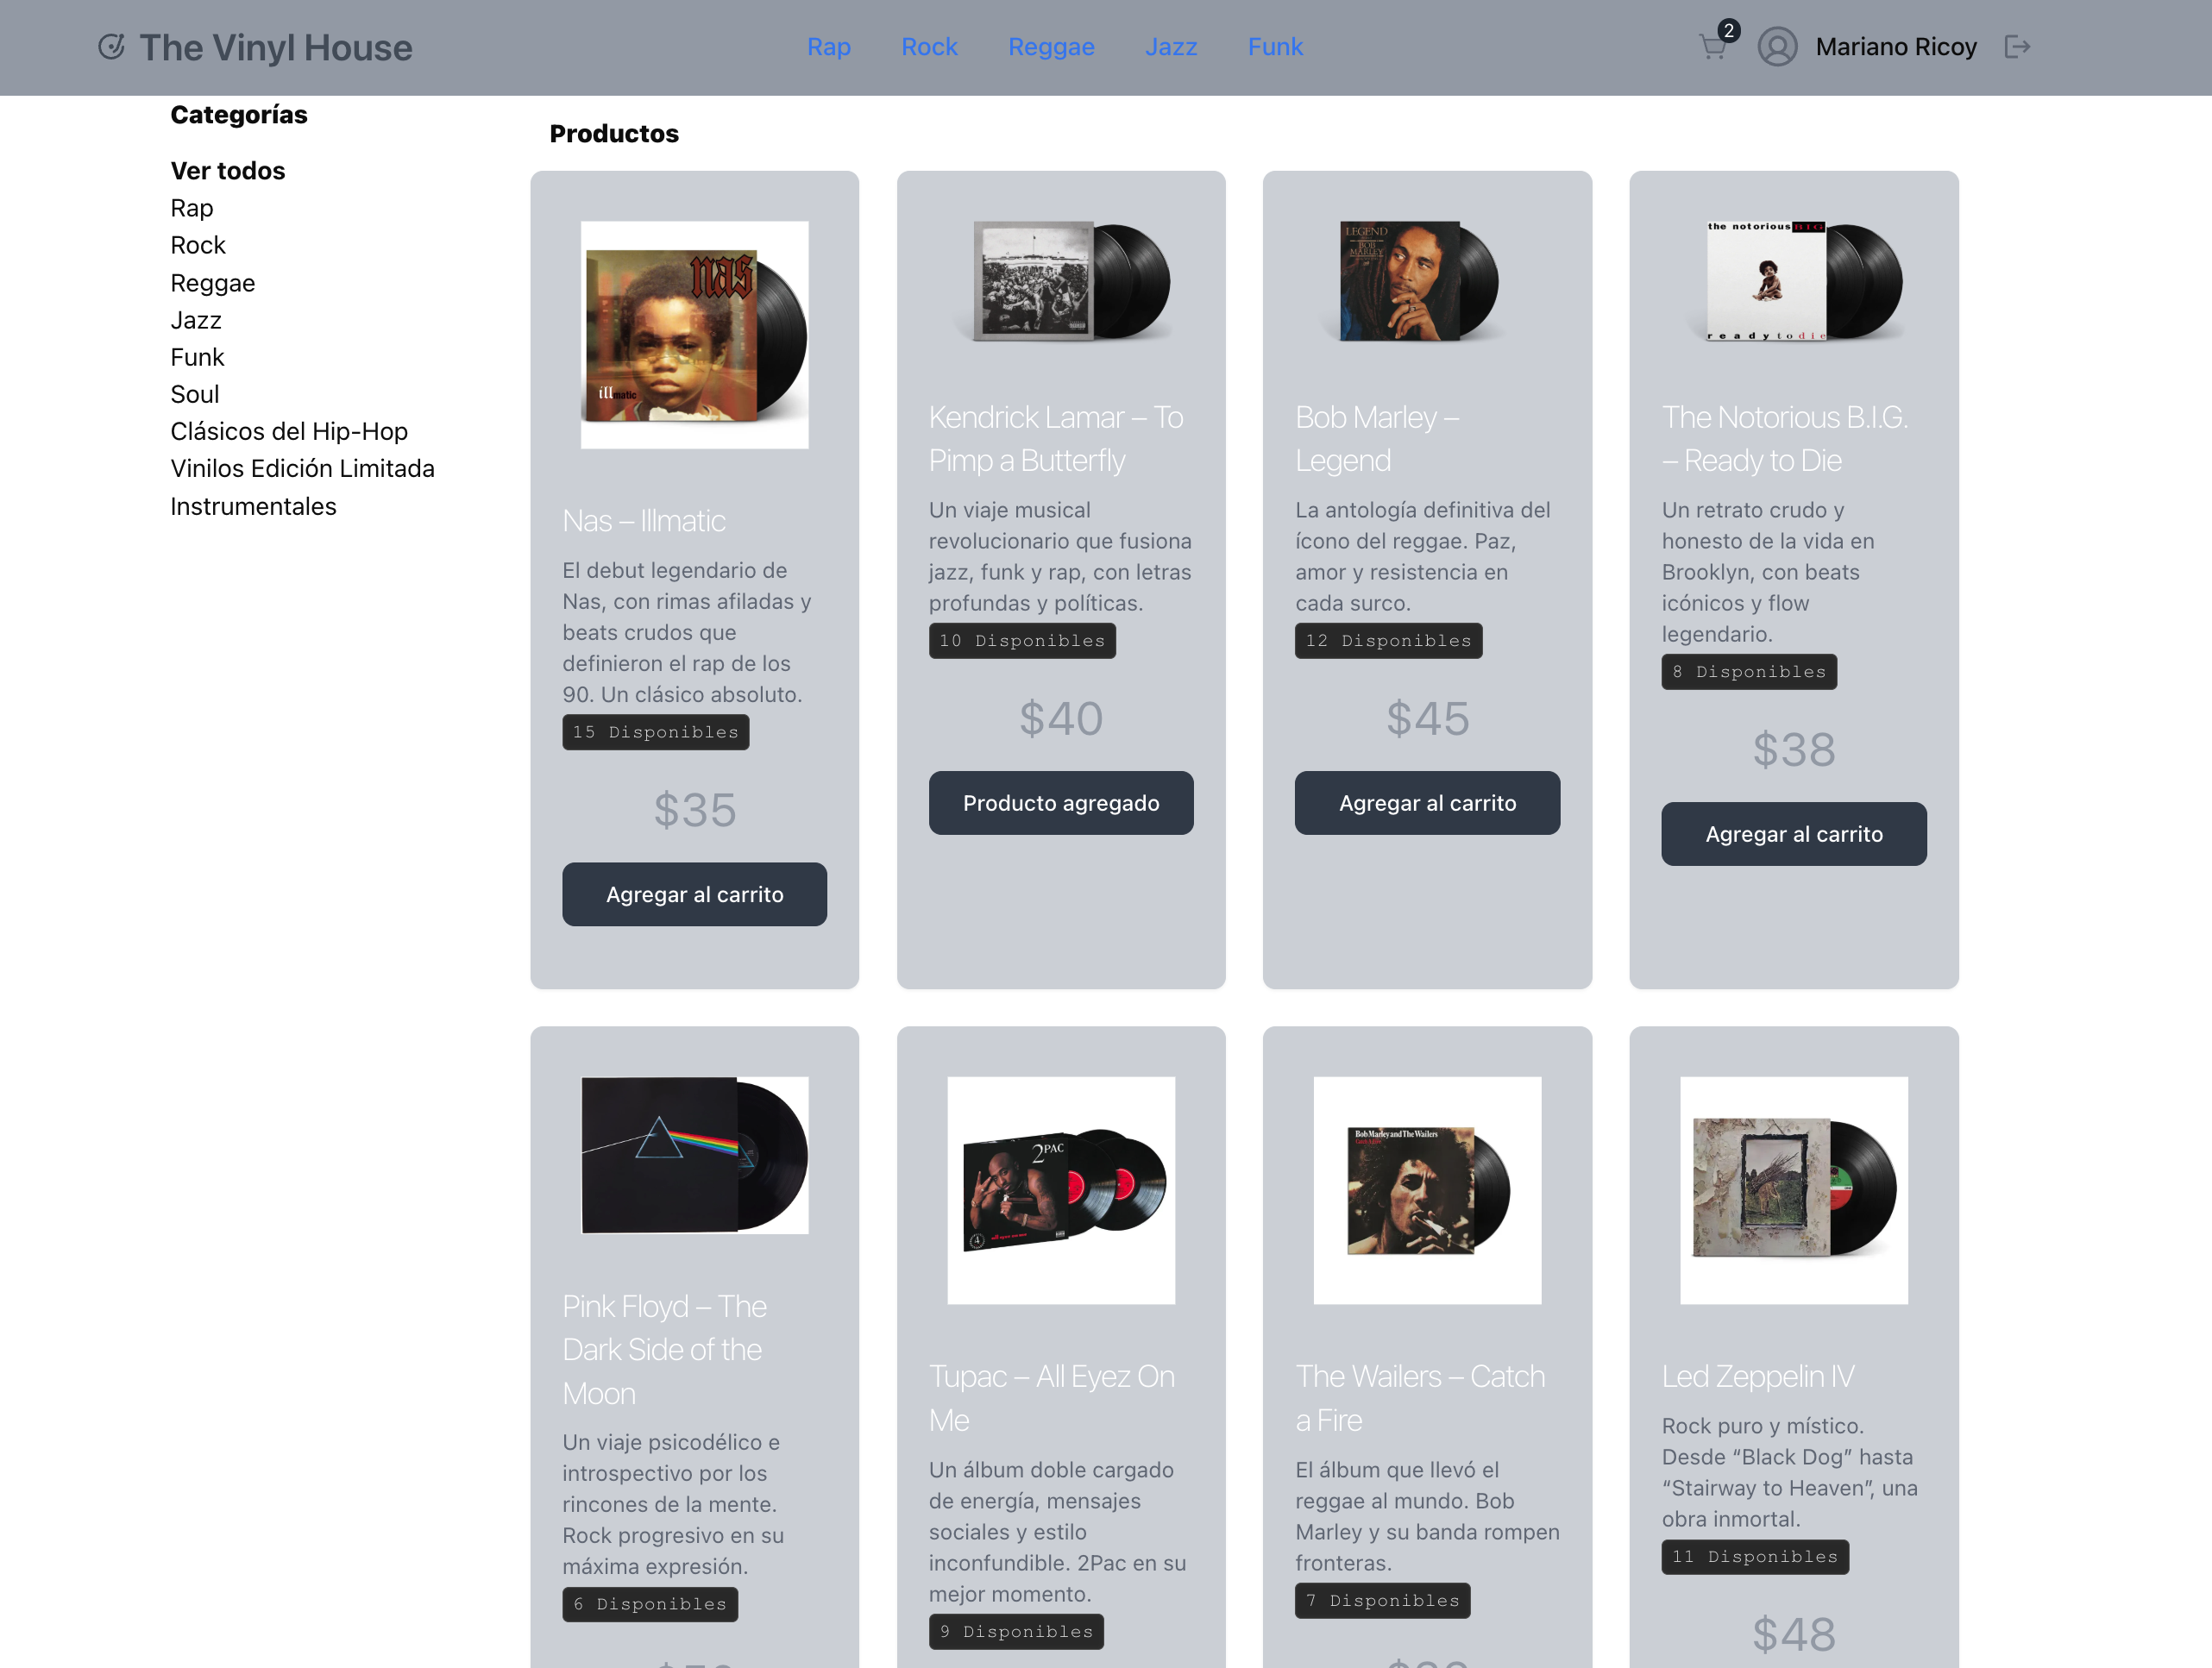 The Vinyl House
Rap
Rock
Reggae
Jazz
Funk
2
Mariano Ricoy
Categorías
Ver todos
Rap
Rock
Reggae
Jazz
Funk
Soul
Clásicos del Hip-Hop
Vinilos Edición Limitada
Instrumentales
Productos
nas
illmatic
Nas – Illmatic
El debut legendario de
Nas, con rimas afiladas y
beats crudos que
definieron el rap de los
90. Un clásico absoluto.
15 Disponibles
$35
Agregar al carrito
Kendrick Lamar – To
Pimp a Butterfly
Un viaje musical
revolucionario que fusiona
jazz, funk y rap, con letras
profundas y políticas.
10 Disponibles
$40
Producto agregado
LEGEND
BOB
MARLEY
Bob Marley –
Legend
La antología definitiva del
ícono del reggae. Paz,
amor y resistencia en
cada surco.
12 Disponibles
$45
Agregar al carrito
the notorious BIG
ready to die
The Notorious B.I.G.
– Ready to Die
Un retrato crudo y
honesto de la vida en
Brooklyn, con beats
icónicos y flow
legendario.
8 Disponibles
$38
Agregar al carrito
Pink Floyd – The
Dark Side of the
Moon
Un viaje psicodélico e
introspectivo por los
rincones de la mente.
Rock progresivo en su
máxima expresión.
6 Disponibles
2PAC
Tupac – All Eyez On
Me
Un álbum doble cargado
de energía, mensajes
sociales y estilo
inconfundible. 2Pac en su
mejor momento.
9 Disponibles
Bob Marley and The Wailers
The Wailers – Catch
a Fire
El álbum que llevó el
reggae al mundo. Bob
Marley y su banda rompen
fronteras.
7 Disponibles
Led Zeppelin IV
Rock puro y místico.
Desde “Black Dog” hasta
“Stairway to Heaven”, una
obra inmortal.
11 Disponibles
$48